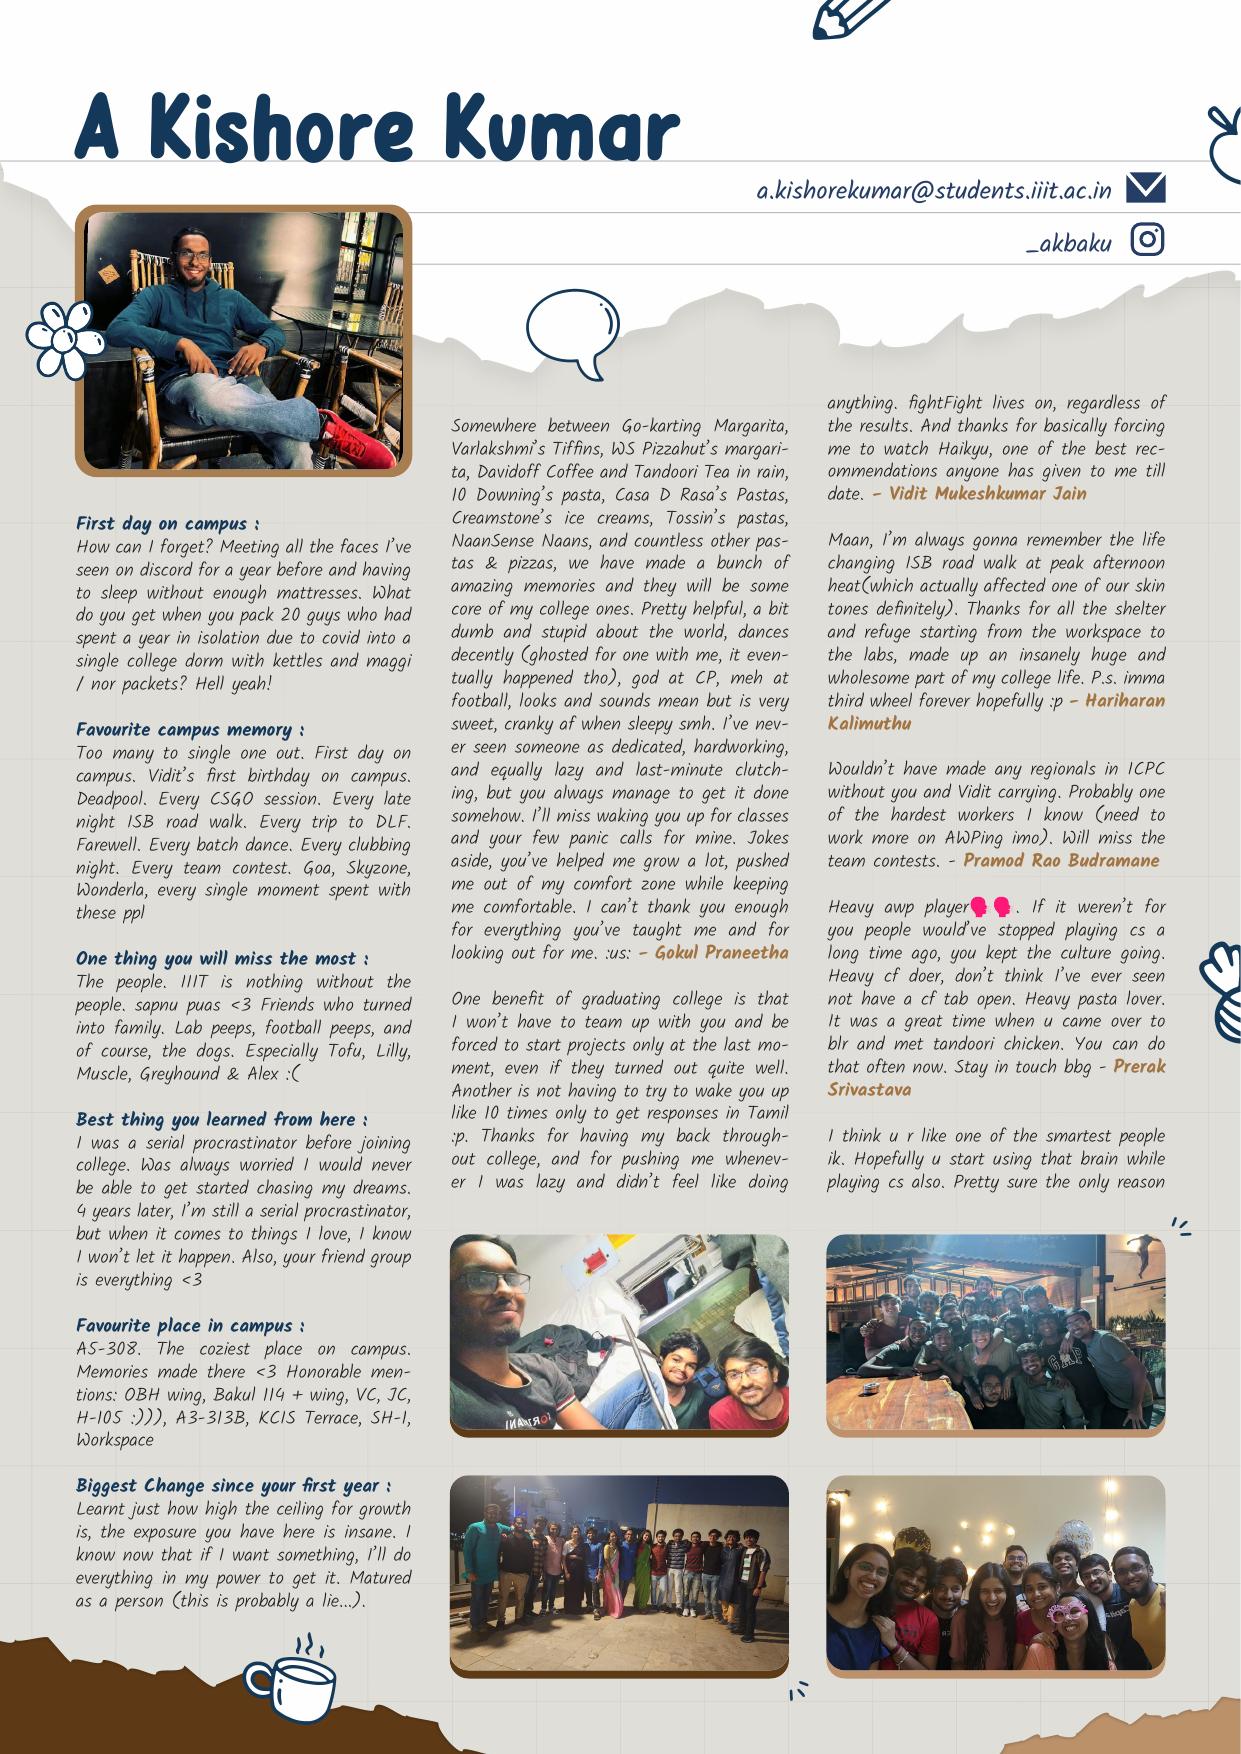 A Kishore Kumar
a.kishorekumar@students.iiit.ac.in
_akbaku
First day on campus :
How can I forget? Meeting all the faces I've
seen on discord for a year before and having
to sleep without enough mattresses. What
do you get when you pack 20 guys who had
spent a year in isolation due to covid into a
single college dorm with kettles and maggi
/ nor packets? Hell yeah!
Favourite campus memory :
Too many to single one out. First day on
campus. Vidit's first birthday on campus.
Deadpool. Every CSGO session. Every late
night ISB road walk. Every trip to DLF.
Farewell. Every batch dance. Every clubbing
night. Every team contest. Goa, Skyzone,
Wonderla, every single moment spent with
these ppl
One thing you will miss the most :
The people. IIIT is nothing without the
people. sapnu puas <3 Friends who turned
into family. Lab peeps, football peeps, and
of course, the dogs. Especially Tofu, Lilly,
Muscle, Greyhound & Alex :(
Best thing you learned from here :
I was a serial procrastinator before joining
college. Was always worried I would never
be able to get started chasing my dreams.
4 years later, I'm still a serial procrastinator,
but when it comes to things I love, I know
I won't let it happen. Also, your friend group
is everything <3
Favourite place in campus :
A5-308. The coziest place on campus.
Memories made there <3 Honorable men-
tions: OBH wing, Bakul 114 + wing, VC, JC,
H-105 :))), A3-313B, KCIS Terrace, SH-1,
Workspace
Biggest Change since your first year :
Learnt just how high the ceiling for growth
is, the exposure you have here is insane. I
know now that if I want something, I'll do
everything in my power to get it. Matured
as a person (this is probably a lie...).
Somewhere between Go-karting Margarita,
Varlakshmi's Tiffins, WS Pizzahut's margari-
ta, Davidoff Coffee and Tandoori Tea in rain,
10 Downing's pasta, Casa D Rasa's Pastas,
Creamstone's ice creams, Tossin's pastas,
NaanSense Naans, and countless other pas-
tas & pizzas, we have made a bunch of
amazing memories and they will be some
core of my college ones. Pretty helpful, a bit
dumb and stupid about the world, dances
decently (ghosted for one with me, it even-
tually happened tho), god at CP, meh at
football, looks and sounds mean but is very
sweet, cranky af when sleepy smh. I've nev-
er seen someone as dedicated, hardworking,
and equally lazy and last-minute clutch-
ing, but you always manage to get it done
somehow. I'll miss waking you up for classes
and your few panic calls for mine. Jokes
aside, you've helped me grow a lot, pushed
me out of my comfort zone while keeping
me comfortable. I can't thank you enough
for everything you've taught me and for
looking out for me. :us: - Gokul Praneetha
One benefit of graduating college is that
I won't have to team up with you and be
forced to start projects only at the last mo-
ment, even if they turned out quite well.
Another is not having to try to wake you up
like 10 times only to get responses in Tamil
:p. Thanks for having my back through-
out college, and for pushing me whenev-
er I was lazy and didn't feel like doing
anything. fightFight lives on, regardless of
the results. And thanks for basically forcing
me to watch Haikyu, one of the best rec-
ommendations anyone has given to me till
date. - Vidit Mukeshkumar Jain
Maan, I'm always gonna remember the life
changing ISB road walk at peak afternoon
heat(which actually affected one of our skin
tones definitely). Thanks for all the shelter
and refuge starting from the workspace to
the labs, made up an insanely huge and
wholesome part of my college life. P.s. imma
third wheel forever hopefully :p - Hariharan
Kalimuthu
Wouldn't have made any regionals in ICPC
without you and Vidit carrying. Probably one
of the hardest workers I know (need to
work more on AWPing imo). Will miss the
team contests. - Pramod Rao Budramane
Heavy awp player🗣🗣. If it weren't for
you people would've stopped playing cs a
long time ago, you kept the culture going.
Heavy cf doer, don't think I've ever seen
not have a cf tab open. Heavy pasta lover.
It was a great time when u came over to
blr and met tandoori chicken. You can do
that often now. Stay in touch bbg - Prerak
Srivastava
I think u r like one of the smartest people
ik. Hopefully u start using that brain while
playing cs also. Pretty sure the only reason
GAP